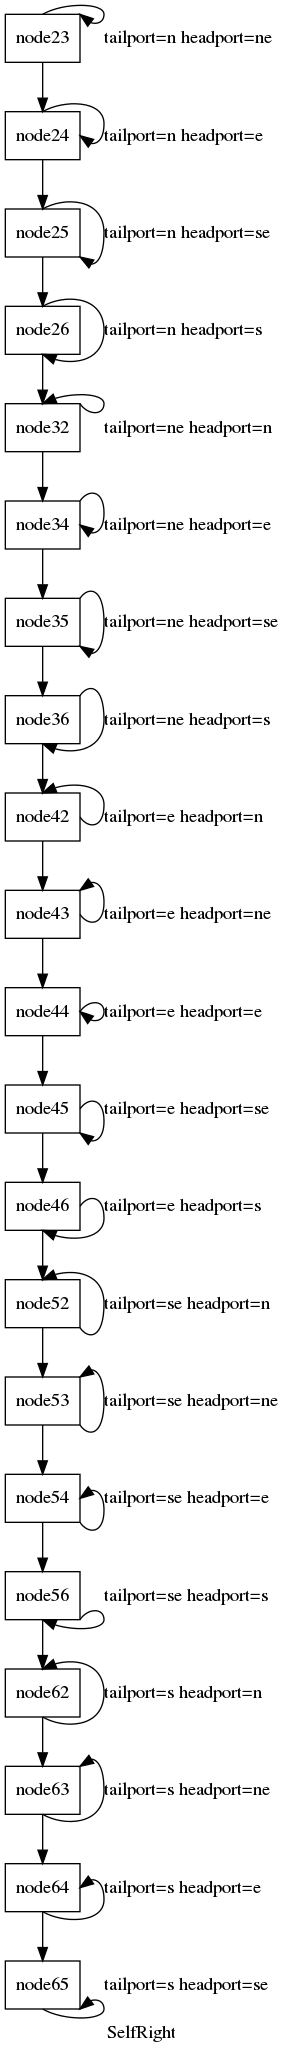 node23 tailport=n headport=ne
node24 tailport=n headport=e
node25 tailport=n headport=se
node26 tailport=n headport=s
node32 tailport=ne headport=n
node34 tailport=ne headport=e
node35 tailport=ne headport=se
node36 tailport=ne headport=s
node42 tailport=e headport=n
node43 tailport=e headport=ne
node44 tailport=e headport=e
node45 tailport=e headport=se
node46 tailport=e headport=s
node52 tailport=se headport=n
node53 tailport=se headport=ne
node54 tailport=se headport=e
node56 tailport=se headport=s
node62 tailport=s headport=n
node63 tailport=s headport=ne
node64 tailport=s headport=e
node65 tailport=s headport=se
SelfRight